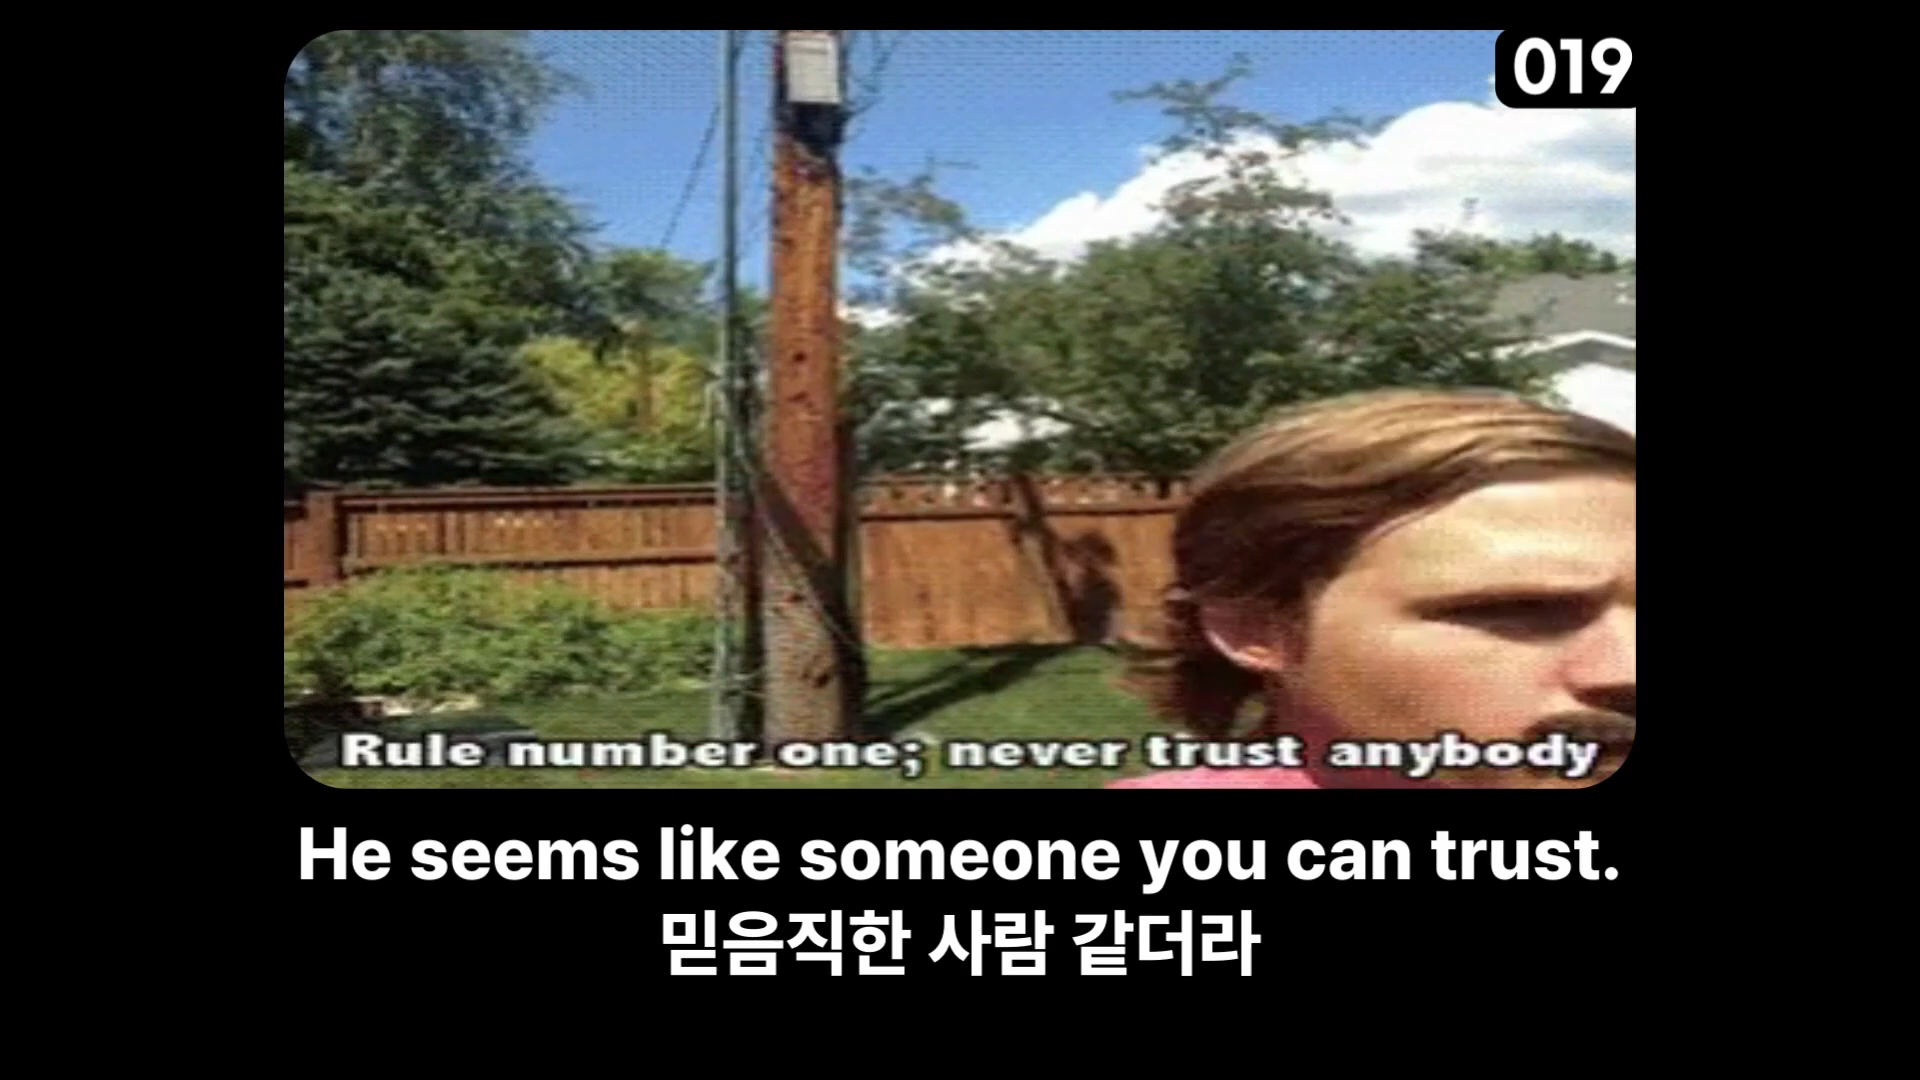 019
Rule number one; never trust anybody
He seems like someone you can trust.
믿음직한 사람 같더라